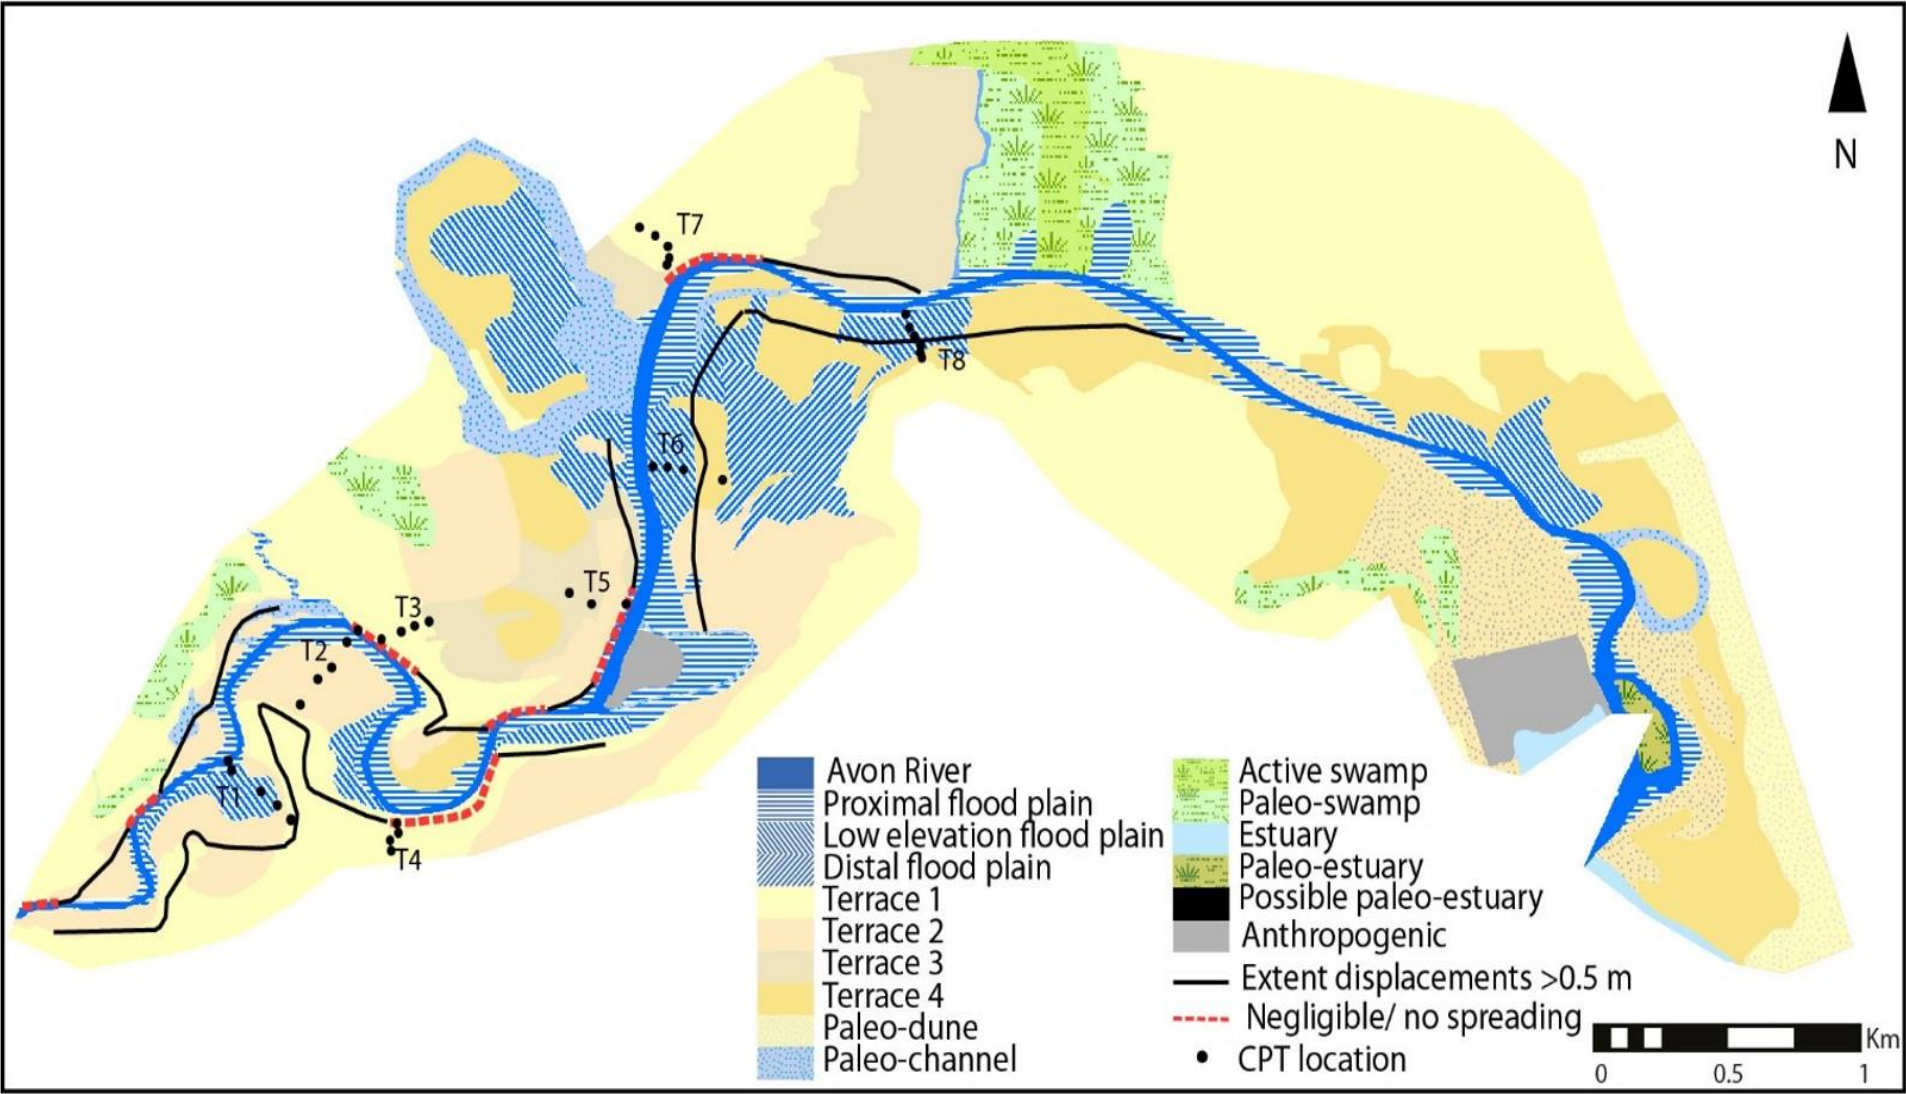 N
T7
T8
T6
T5
T3
T2
T1
T4
Avon River
Proximal flood plain
Low elevation flood plain
Distal flood plain
Terrace 1
Terrace 2
Terrace 3
Terrace 4
Paleo-dune
Paleo-channel
Active swamp
Paleo-swamp
Estuary
Paleo-estuary
Possible paleo-estuary
Anthropogenic
Extent displacements >0.5 m
Negligible/ no spreading
CPT location
Km
0 0.5 1